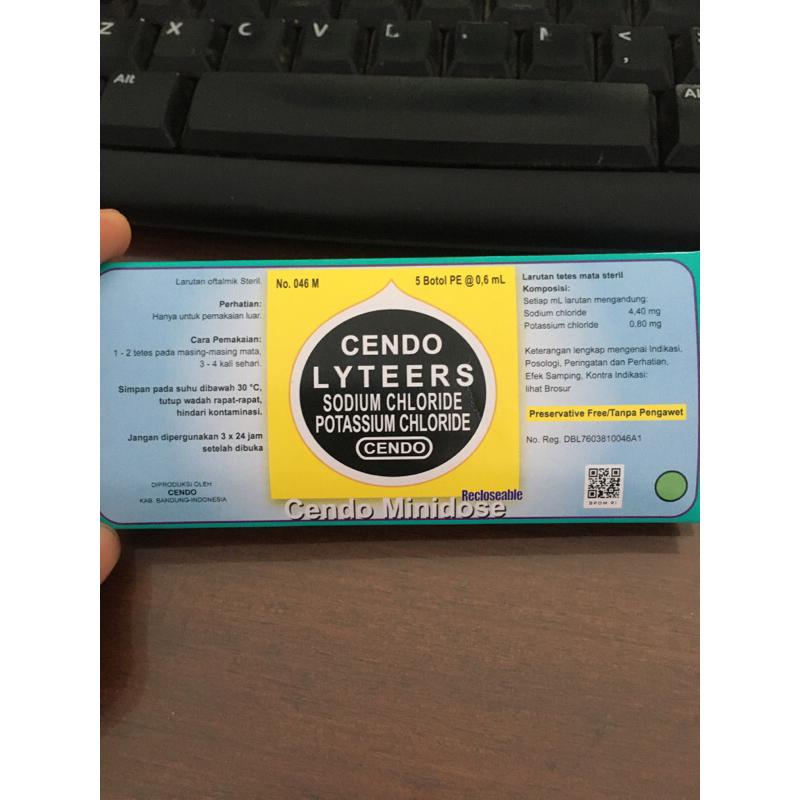 Z X C V N < ,
Alt
Larutan oftalmik Steril.
Perhatian:
Hanya untuk pemakaian luar.
Cara Pemakaian:
1 - 2 tetes pada masing-masing mata,
3 - 4 kali sehari.
Simpan pada suhu dibawah 30 °C,
tutup wadah rapat-rapat,
hindari kontaminasi.
Jangan dipergunakan 3 x 24 jam
setelah dibuka
DIPRODUKSI OLEH
CENDO
KAB. BANDUNG-INDONESIA
No. 046 M
5 Botol PE @ 0,6 mL
CENDO
LYTEERS
SODIUM CHLORIDE
POTASSIUM CHLORIDE
CENDO
Recloseable
Cendo Minidose
Larutan tetes mata steril
Komposisi:
Setiap mL larutan mengandung:
Sodium chloride 4,40 mg
Potassium chloride 0,80 mg
Keterangan lengkap mengenai Indikasi,
Posologi, Peringatan dan Perhatian,
Efek Samping, Kontra Indikasi:
lihat Brosur
Preservative Free/Tanpa Pengawet
No. Reg. DBL7603810046A1
BPOM RI